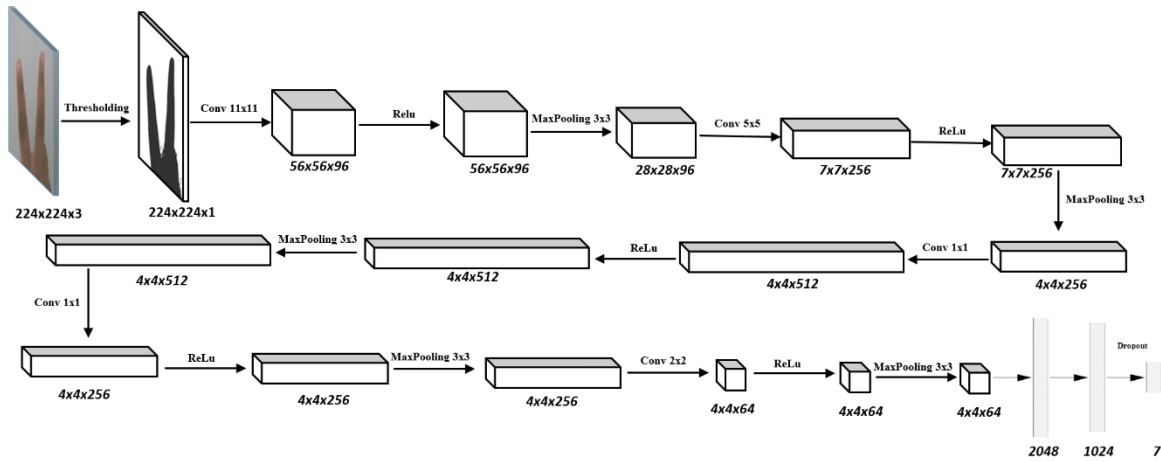 Thresholding
Conv 11x11
Relu
MaxPooling 3x3
Conv 5x5
ReLu
224x224x3
224x224x1
56x56x96
56x56x96
28x28x96
7x7x256
7x7x256
MaxPooling 3x3
MaxPooling 3x3
ReLu
Conv 1x1
4x4x512
4x4x512
4x4x512
4x4x256
Conv 1x1
ReLu
MaxPooling 3x3
Conv 2x2
ReLu
MaxPooling 3x3
Dropout
4x4x256
4x4x256
4x4x256
4x4x64
4x4x64
4x4x64
2048
1024
7